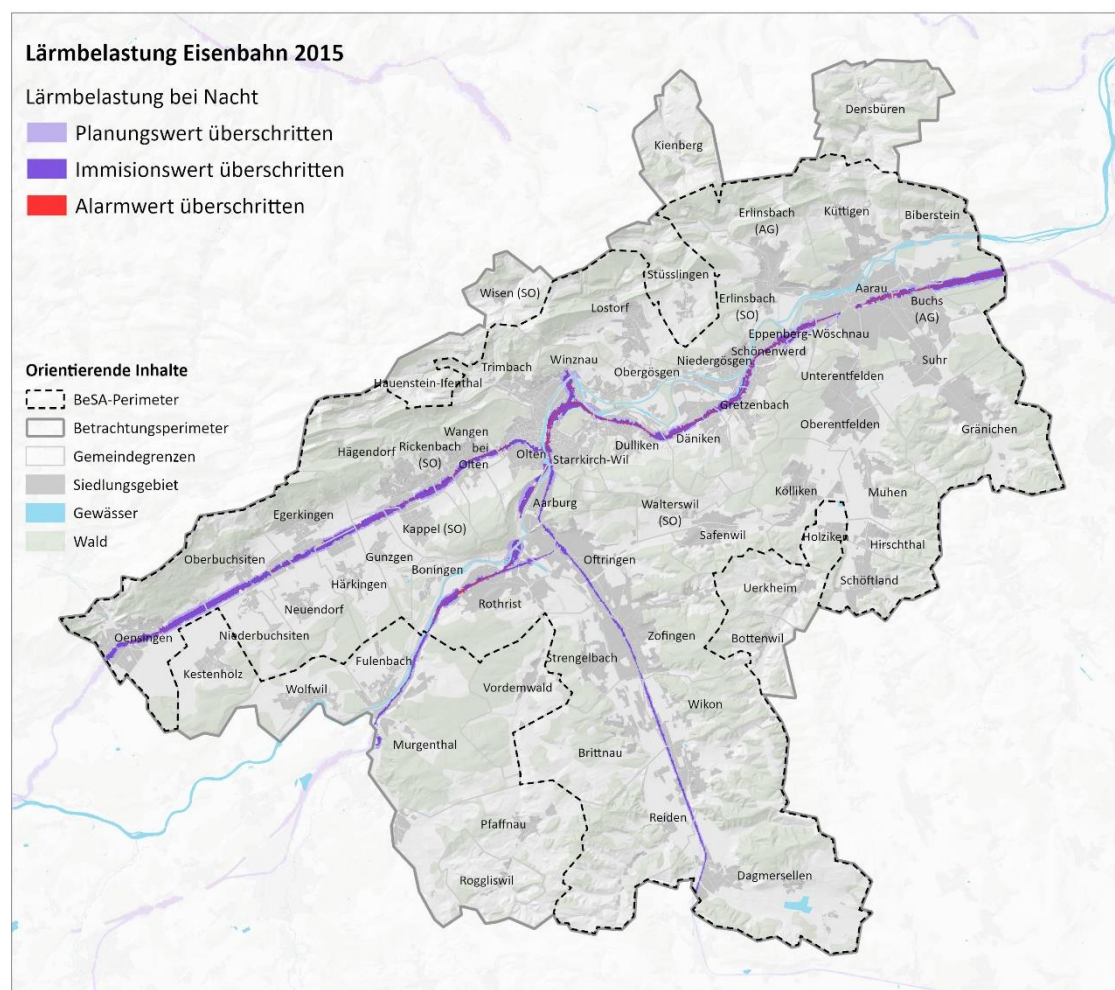 Lärmbelastung Eisenbahn 2015
Lärmbelastung bei Nacht
Planungswert überschritten
Immisionswert überschritten
Alarmwert überschritten
Orientierende Inhalte
BeSA-Perimeter
Betrachtungsperimeter
Gemeindegrenzen
Siedlungsgebiet
Gewässer
Wald
Densbüren
Kienberg
Erlinsbach
(AG)
Küttigen
Biberstein
Stüsslingen
Wisen (SO)
Lostorf
Erlinsbach
(SO)
Aarau
Buchs
(AG)
Eppenberg-Wöschnau
Schönenwerd
Niedergösgen
Winznau
Trimbach
Obergösgen
Suhr
Hauenstein-Ifenthal
Unterentfelden
Gretzenbach
Oberentfelden
Gränichen
Däniken
Dulliken
Wangen
bei
Olten
Rickenbach
(SO)
Hägendorf
Olten
Starrkirch-Wil
Kölliken
Muhen
Aarburg
Walterswil
(SO)
Safenwil
Holziken
Hirschthal
Egerkingen
Kappel (SO)
Oberbuchsiten
Gunzgen
Boningen
Oftringen
Härkingen
Uerkheim
Schöftland
Neuendorf
Rothrist
Oensingen
Niederbuchsiten
Zofingen
Bottenwil
Kestenholz
Fulenbach
Strengelbach
Wolfwil
Vordemwald
Wikon
Murgenthal
Brittnau
Pfaffnau
Reiden
Roggliswil
Dagmersellen